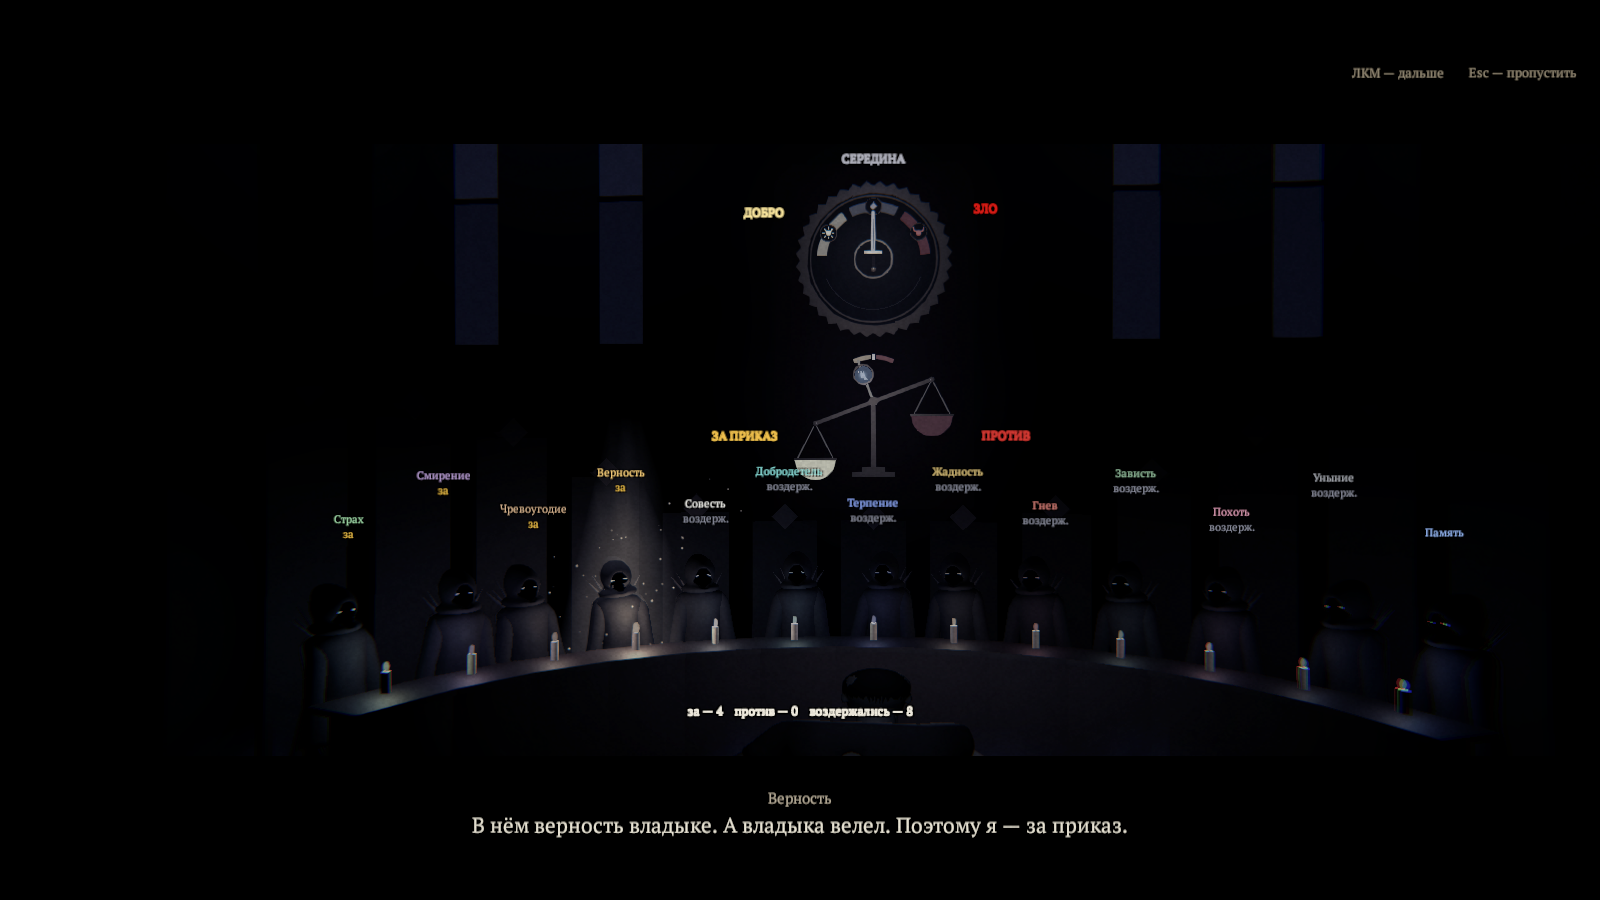 ЛКМ — дальше Esc — пропустить
СЕРЕДИНА
ДОБРО
ЗЛО
ЗА ПРИКАЗ
ПРОТИВ
Страх
за
Смирение
за
Чревоугодие
за
Верность
за
Совесть
воздерж.
Добродетель
воздерж.
Терпение
воздерж.
Жадность
воздерж.
Гнев
воздерж.
Зависть
воздерж.
Похоть
воздерж.
Уныние
воздерж.
Память
за — 4 против — 0 воздержались — 8
Верность
В нём верность владыке. А владыка велел. Поэтому я — за приказ.